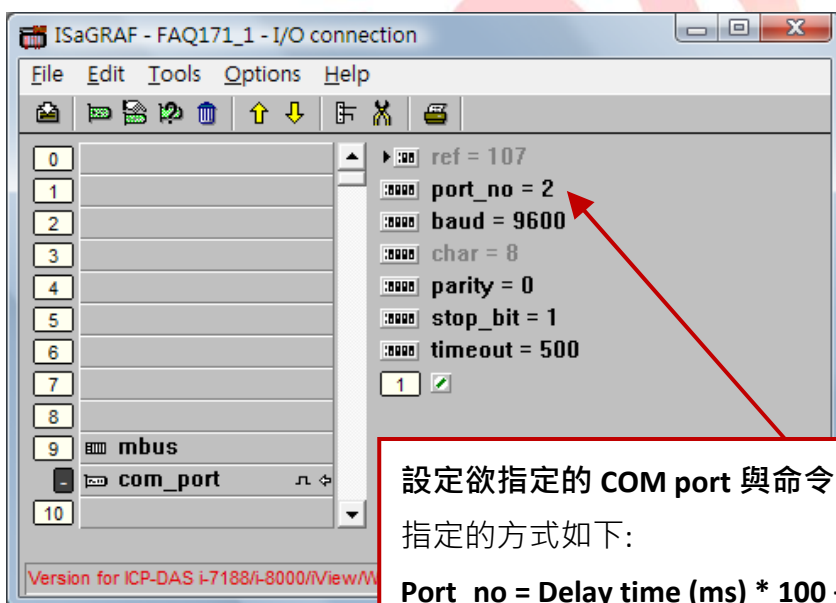 ISaGRAF - FAQ171_1 - I/O connection
File Edit Tools Options Help
0
1
2
3
4
5
6
7
8
9 mbus
com_port
10
ref = 107
port_no = 2
baud = 9600
char = 8
parity = 0
stop_bit = 1
timeout = 500
1
設定欲指定的 COM port 與命令
指定的方式如下:
Port_no = Delay time (ms) * 100
Version for ICP-DAS i-7188/i-8000/iView/W